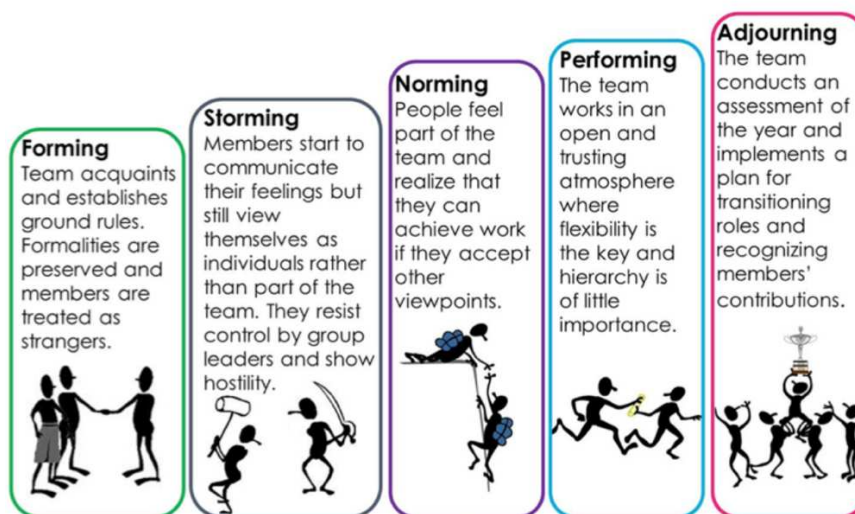 Forming
Team acquaints
and establishes
ground rules.
Formalities are
preserved and
members are
treated as
strangers.
Storming
Members start to
communicate
their feelings but
still view
themselves as
individuals rather
than part of the
team. They resist
control by group
leaders and show
hostility.
Norming
People feel
part of the
team and
realize that
they can
achieve work
if they accept
other
viewpoints.
Performing
The team
works in an
open and
trusting
atmosphere
where
flexibility is
the key and
hierarchy is
of little
importance.
Adjourning
The team
conducts an
assessment of
the year and
implements a
plan for
transitioning
roles and
recognizing
members'
contributions.